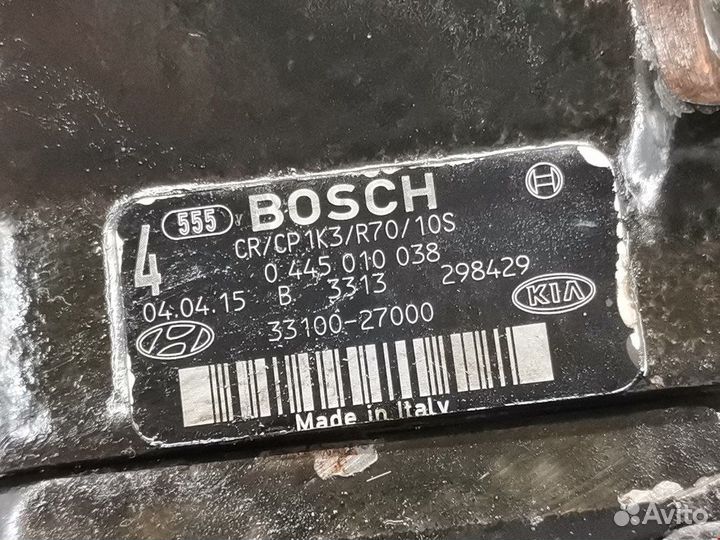 4
555 V BOSCH
CR/CP1K3/R70/10S
0 445 010 038
04.04.15 B 3313 298429
33100-27000
KIA
Made in Italy
Avito